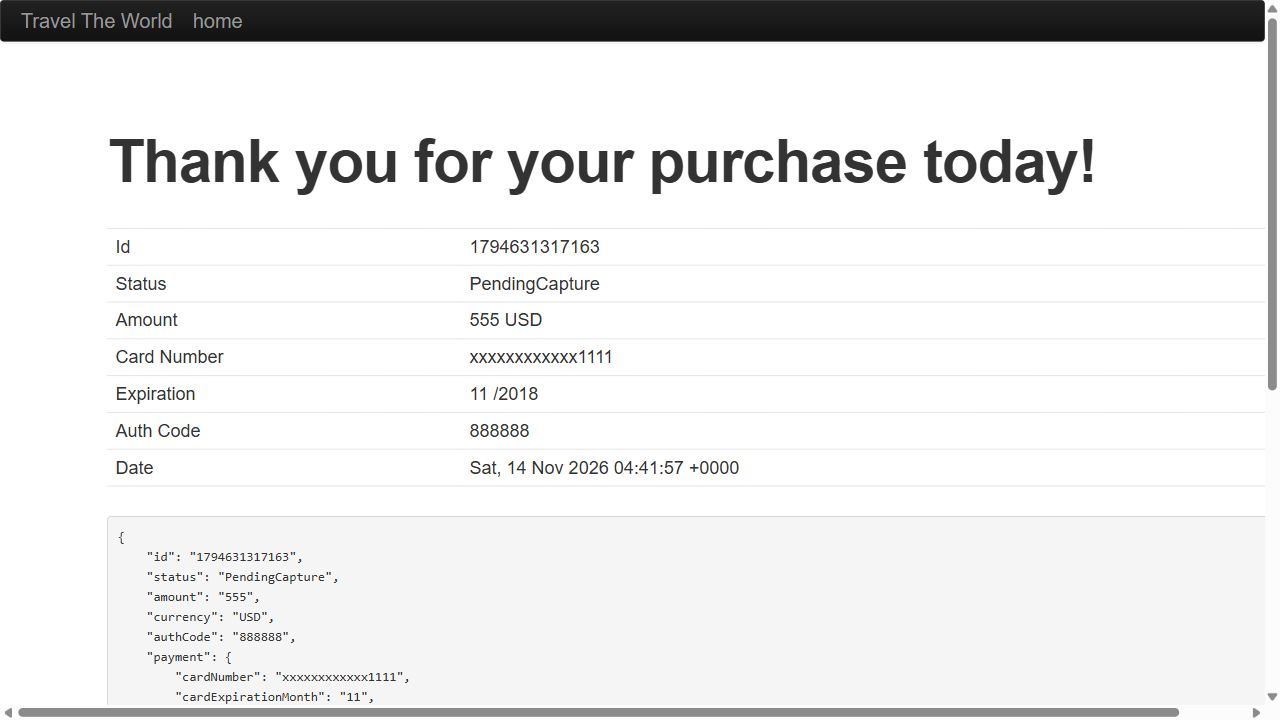 Travel The World home
Thank you for your purchase today!
Id 1794631317163
Status PendingCapture
Amount 555 USD
Card Number xxxxxxxxxxxx1111
Expiration 11 /2018
Auth Code 888888
Date Sat, 14 Nov 2026 04:41:57 +0000
{
"id": "1794631317163",
"status": "PendingCapture",
"amount": "555",
"currency": "USD",
"authCode": "888888",
"payment": {
"cardNumber": "xxxxxxxxxxxx1111",
"cardExpirationMonth": "11",